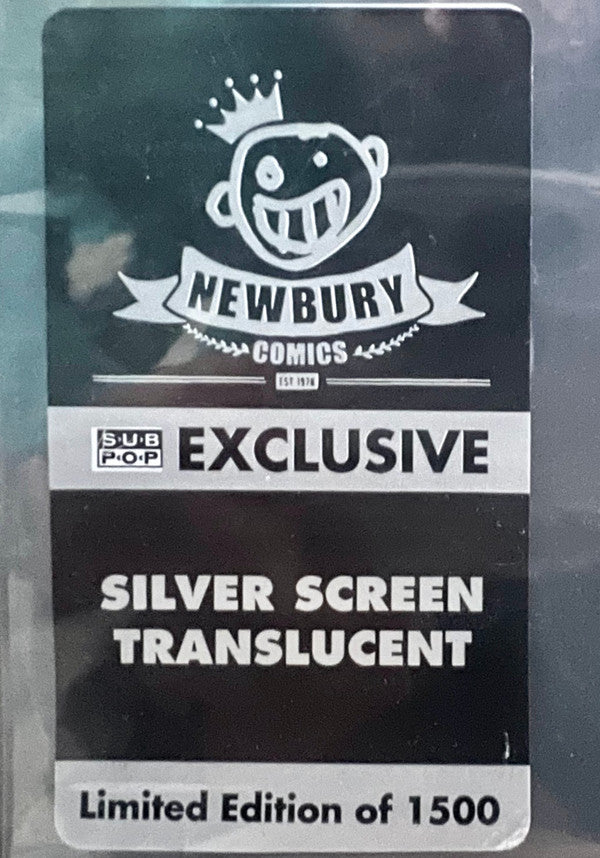 NEWBURY
COMICS
EST 1978
SUB
POP
EXCLUSIVE
SILVER SCREEN
TRANSLUCENT
Limited Edition of 1500